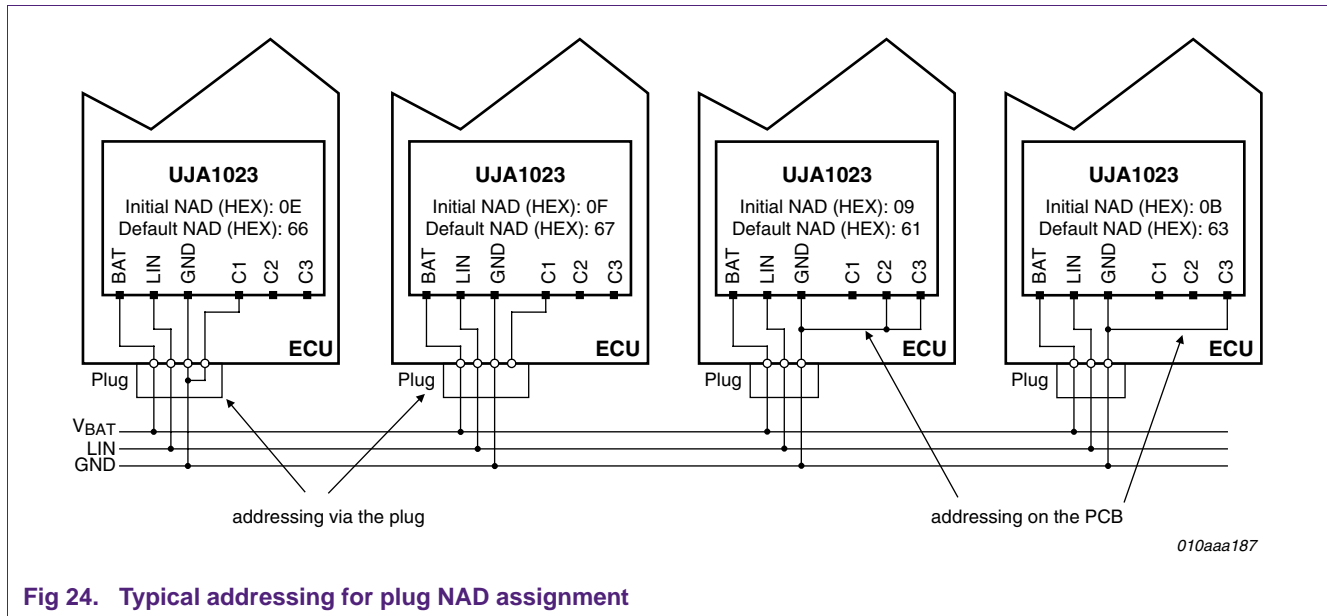 UJA1023
Initial NAD (HEX): 0E
Default NAD (HEX): 66
BAT
LIN
GND
C1
C2
C3
ECU
Plug
UJA1023
Initial NAD (HEX): 0F
Default NAD (HEX): 67
BAT
LIN
GND
C1
C2
C3
ECU
Plug
UJA1023
Initial NAD (HEX): 09
Default NAD (HEX): 61
BAT
LIN
GND
C1
C2
C3
ECU
Plug
UJA1023
Initial NAD (HEX): 0B
Default NAD (HEX): 63
BAT
LIN
GND
C1
C2
C3
ECU
Plug
VBAT
LIN
GND
addressing via the plug
addressing on the PCB
010aaa187
Fig 24. Typical addressing for plug NAD assignment